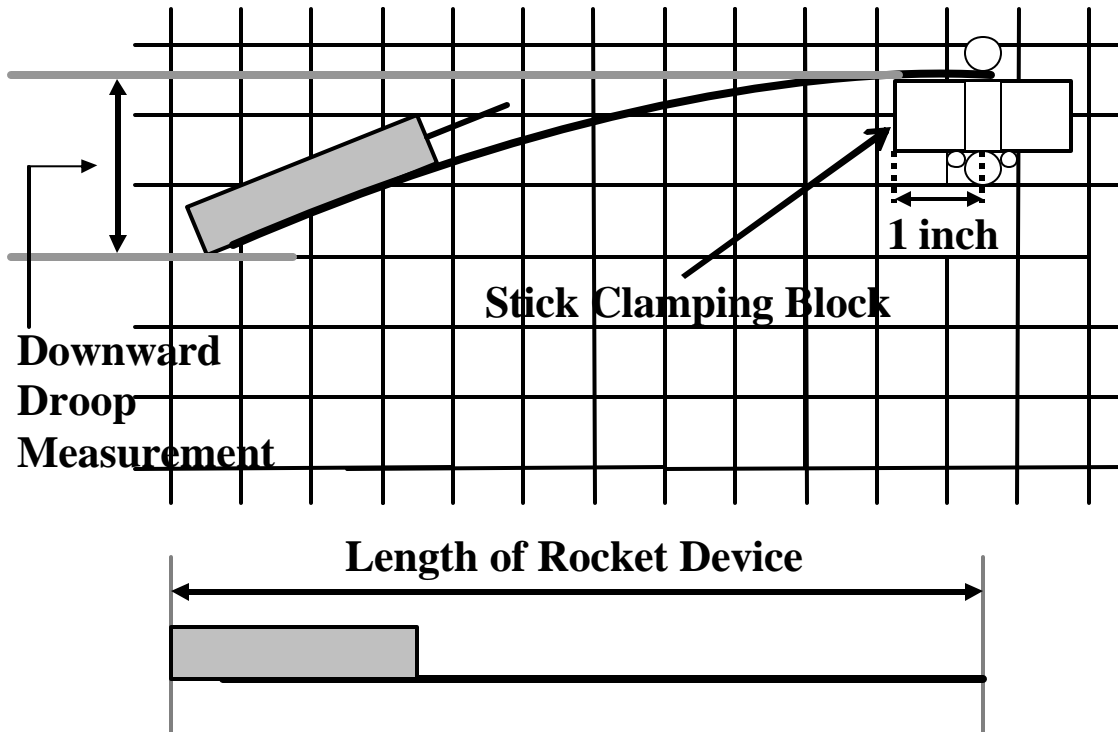 1 inch
Stick Clamping Block
Downward
Droop
Measurement
Length of Rocket Device